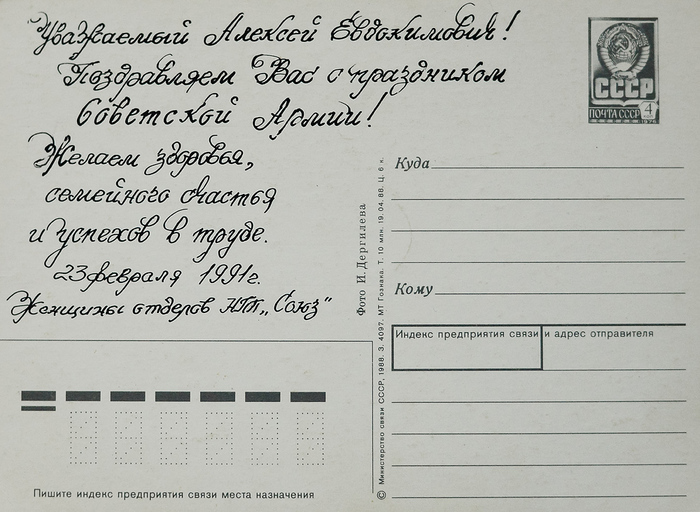 Уважаемый Алексей Евдокимович!
Поздравляем Вас с праздником
Советской Армии!
Желаем здоровья,
семейного счастья
и успехов в труде.
23 февраля 1991г.
Женщины отделов НПП „Союз"
СССР
ПОЧТА СССР 4
1976
Куда
Кому
Индекс предприятия связи и адрес отправителя
Фото И. Дергилева
© Министерство связи СССР, 1988. З. 4097. МТ Гознака. Т. 10 млн. 19.04.88. Ц. 6 к.
Пишите индекс предприятия связи места назначения